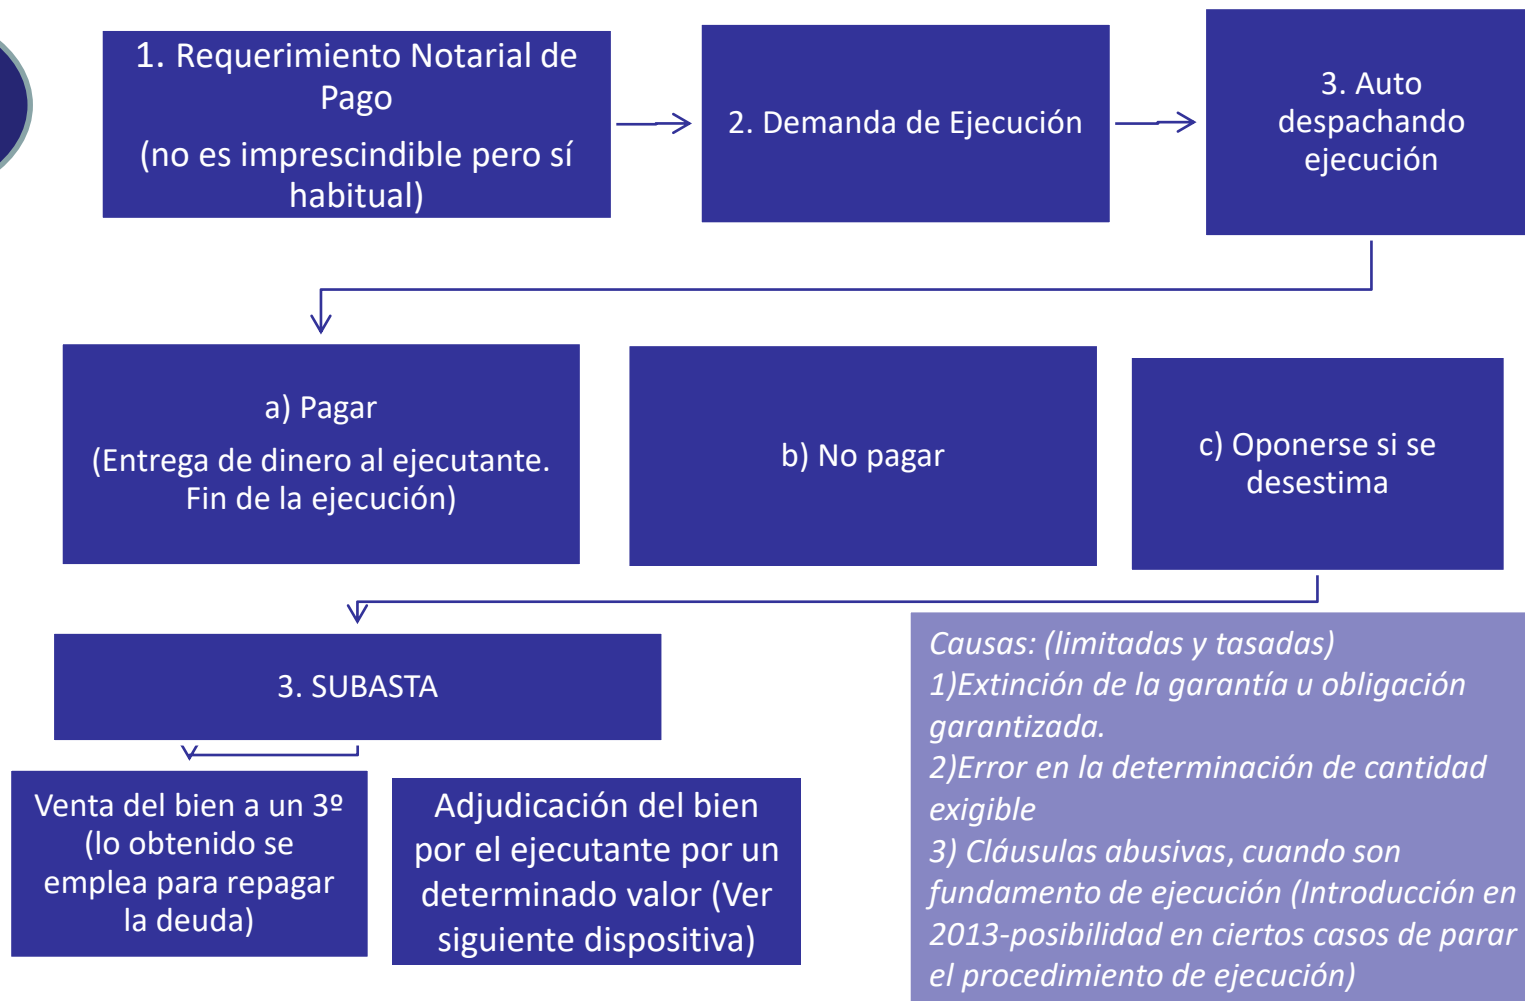 1. Requerimiento Notarial de
Pago
(no es imprescindible pero sí
habitual)
2. Demanda de Ejecución
3. Auto
despachando
ejecución
a) Pagar
(Entrega de dinero al ejecutante.
Fin de la ejecución)
b) No pagar
c) Oponerse si se
desestima
3. SUBASTA
Venta del bien a un 3º
(lo obtenido se
emplea para repagar
la deuda)
Adjudicación del bien
por el ejecutante por un
determinado valor (Ver
siguiente dispositiva)
Causas: (limitadas y tasadas)
1)Extinción de la garantía u obligación
garantizada.
2)Error en la determinación de cantidad
exigible
3) Cláusulas abusivas, cuando son
fundamento de ejecución (Introducción en
2013-posibilidad en ciertos casos de parar
el procedimiento de ejecución)